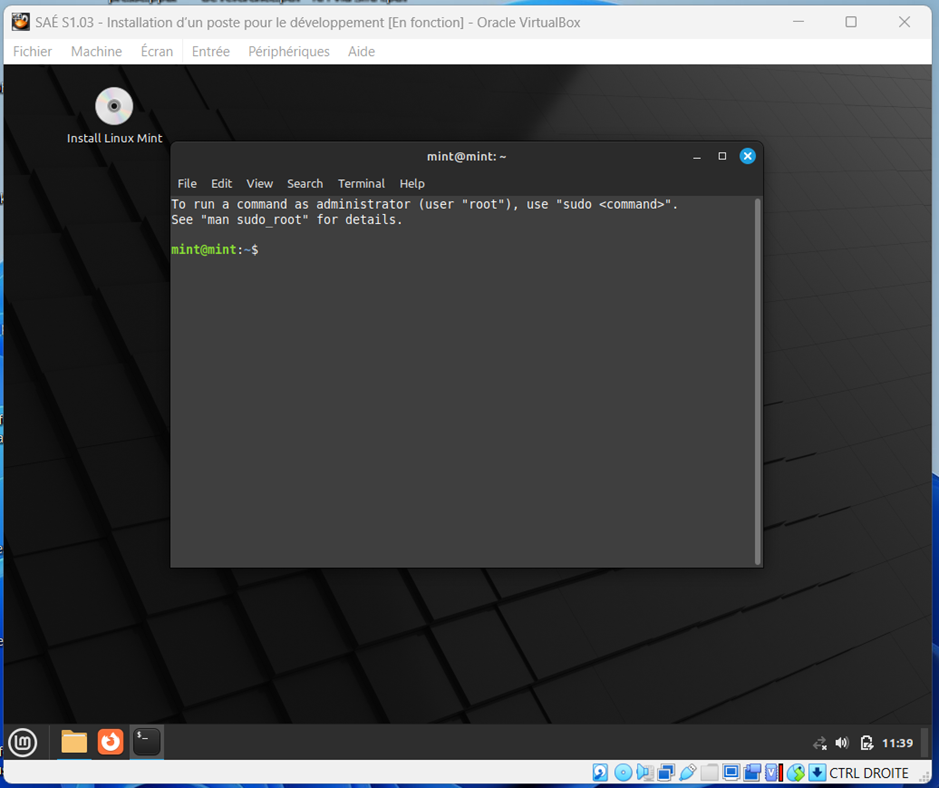 SAÉ S1.03 - Installation d’un poste pour le développement [En fonction] - Oracle VirtualBox
Fichier Machine Écran Entrée Périphériques Aide
Install Linux Mint
mint@mint: ~
File Edit View Search Terminal Help
To run a command as administrator (user "root"), use "sudo <command>".
See "man sudo_root" for details.
mint@mint:~$
11:39
CTRL DROITE